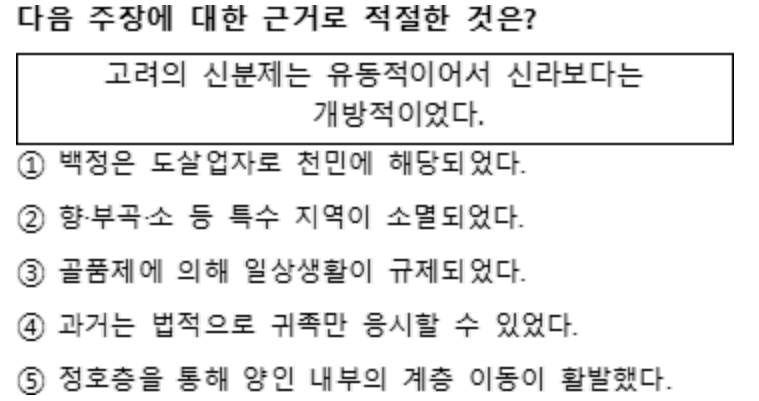 다음 주장에 대한 근거로 적절한 것은?
고려의 신분제는 유동적이어서 신라보다는
개방적이었다.
① 백정은 도살업자로 천민에 해당되었다.
② 향·부곡·소 등 특수 지역이 소멸되었다.
③ 골품제에 의해 일상생활이 규제되었다.
④ 과거는 법적으로 귀족만 응시할 수 있었다.
⑤ 정호층을 통해 양인 내부의 계층 이동이 활발했다.